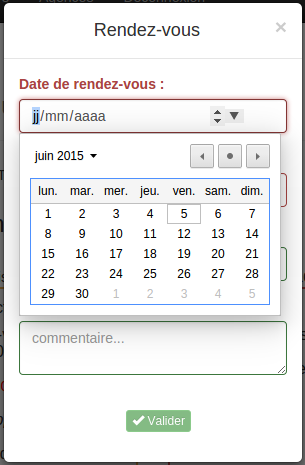 Rendez-vous ×
Date de rendez-vous :
jj/mm/aaaa
juin 2015
lun. mar. mer. jeu. ven. sam. dim.
1 2 3 4 5 6 7
8 9 10 11 12 13 14
15 16 17 18 19 20 21
22 23 24 25 26 27 28
29 30 1 2 3 4 5
commentaire...
Valider